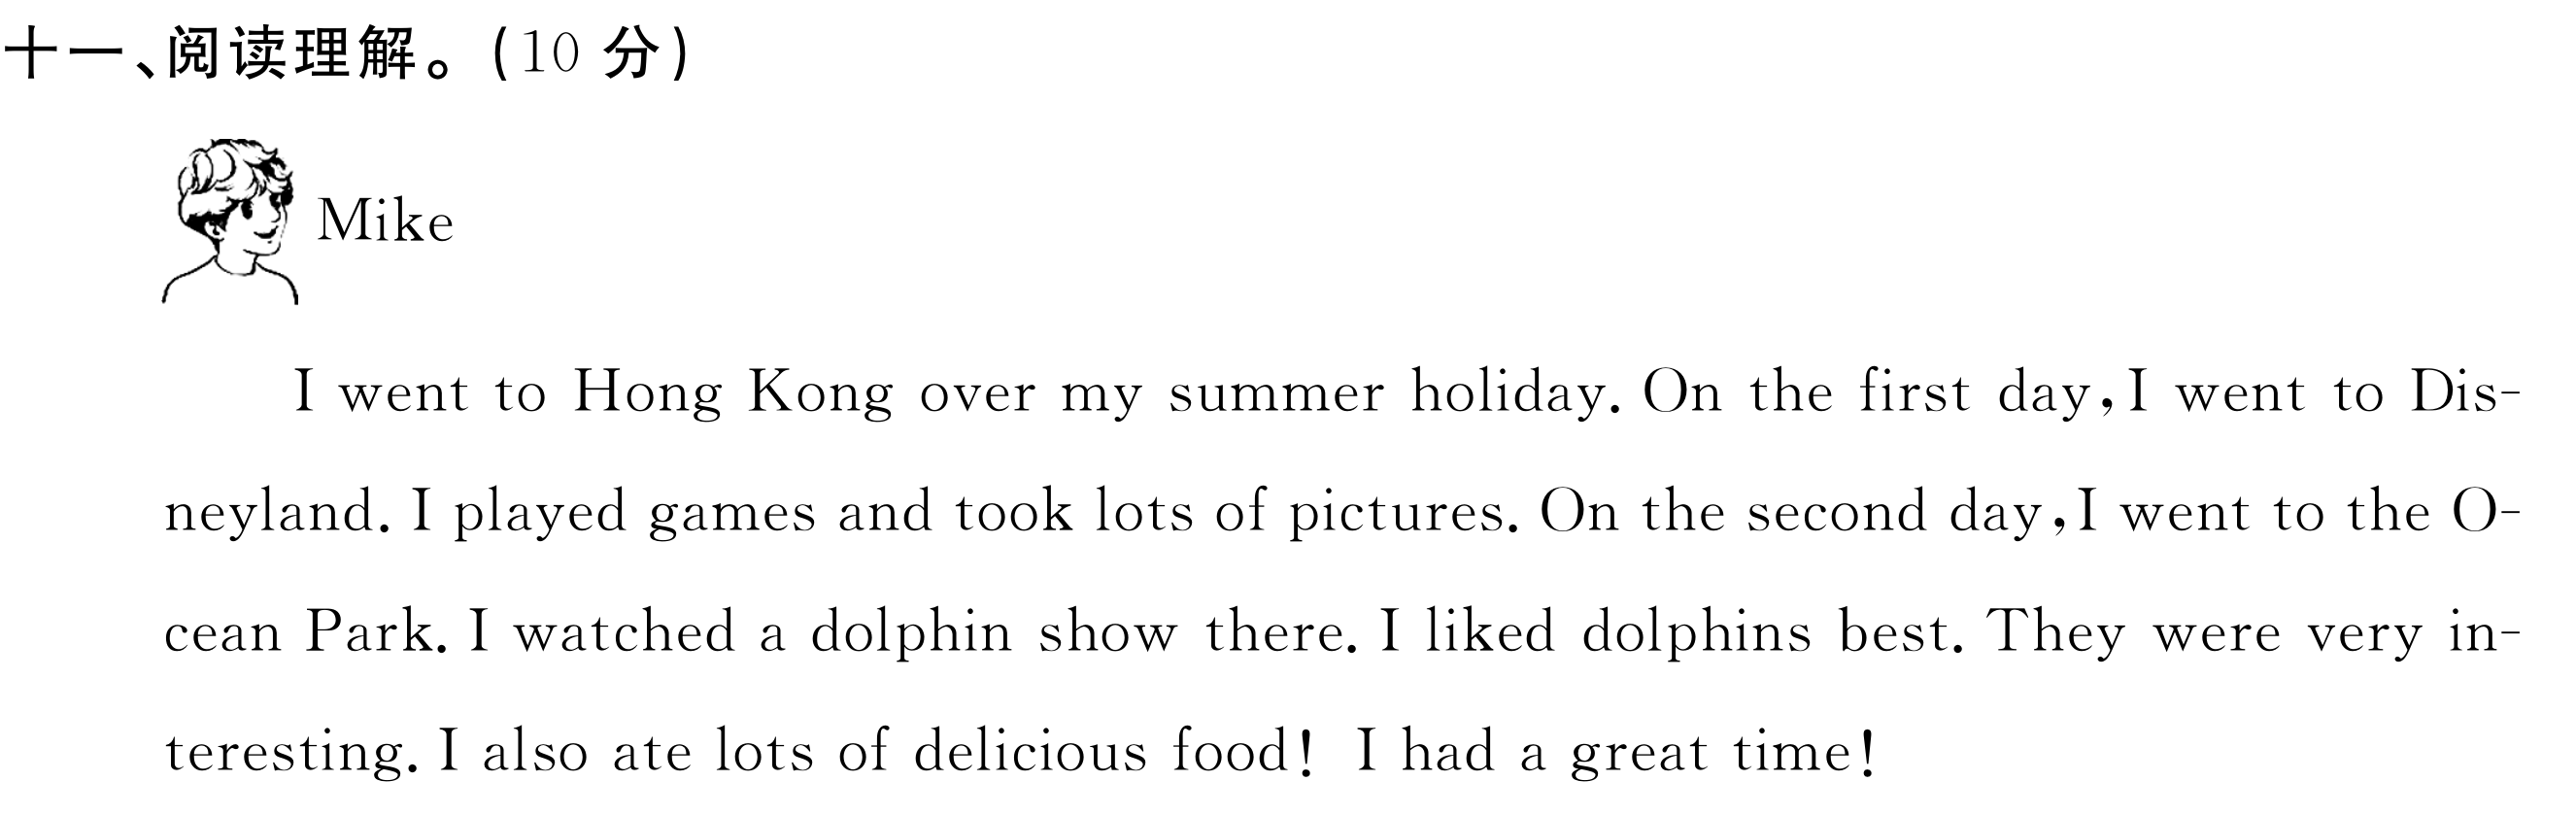 十一、阅读理解。(10 分)
Mike
I went to Hong Kong over my summer holiday. On the first day,I went to Dis-
neyland. I played games and took lots of pictures. On the second day,I went to the O-
cean Park. I watched a dolphin show there. I liked dolphins best. They were very in-
teresting. I also ate lots of delicious food! I had a great time!